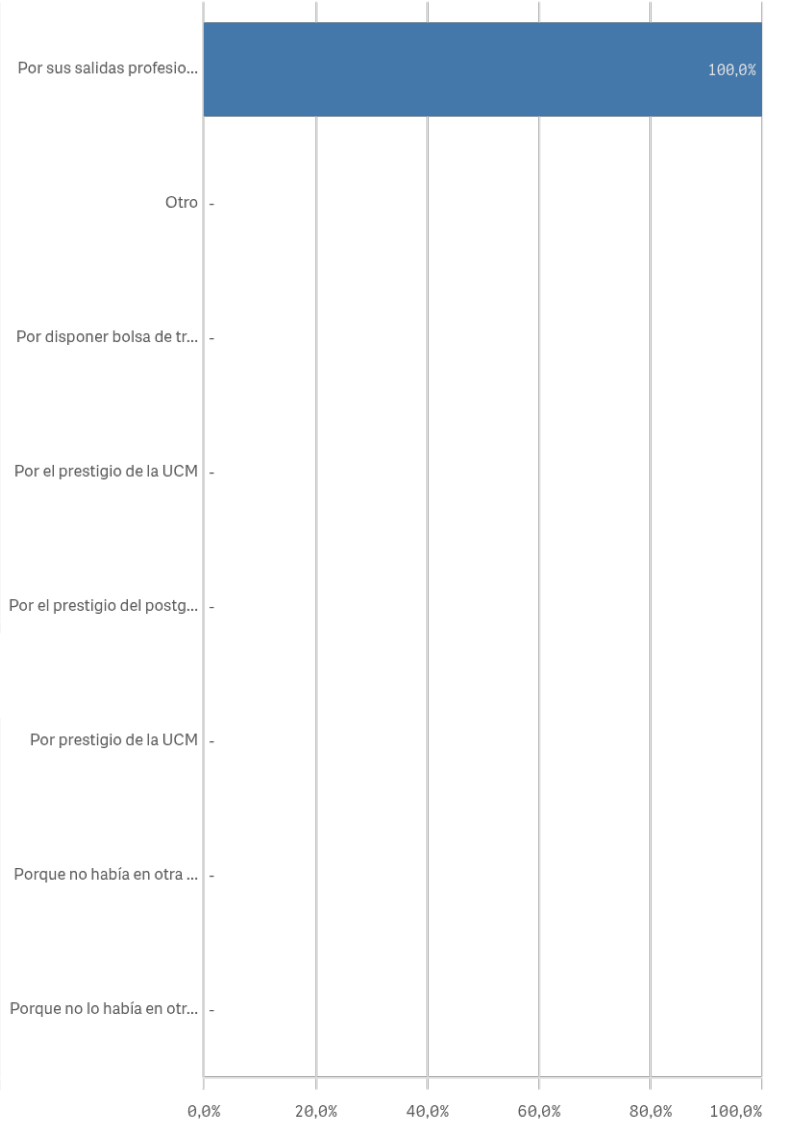 Por sus salidas profesio...
100,0%
Otro -
Por disponer bolsa de tr... -
Por el prestigio de la UCM -
Por el prestigio del postg... -
Por prestigio de la UCM -
Porque no había en otra ... -
Porque no lo había en otr... -
0,0% 20,0% 40,0% 60,0% 80,0% 100,0%